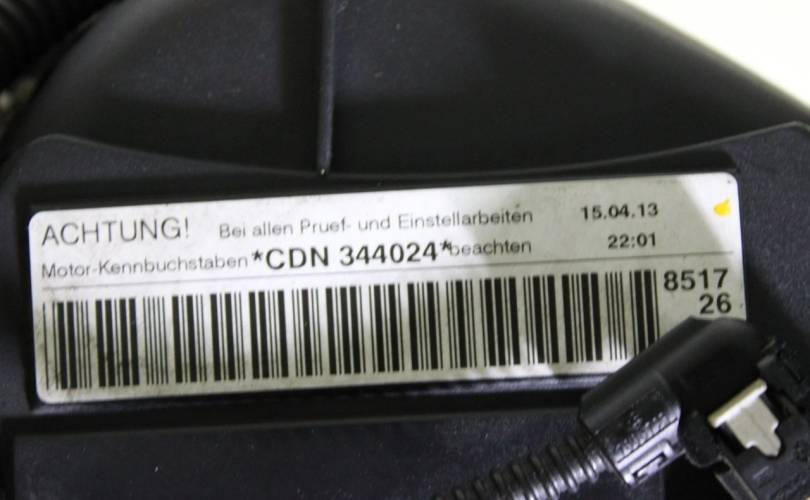 ACHTUNG! Bei allen Pruef- und Einstellarbeiten 15.04.13
Motor-Kennbuchstaben *CDN 344024* beachten 22:01
8517
26